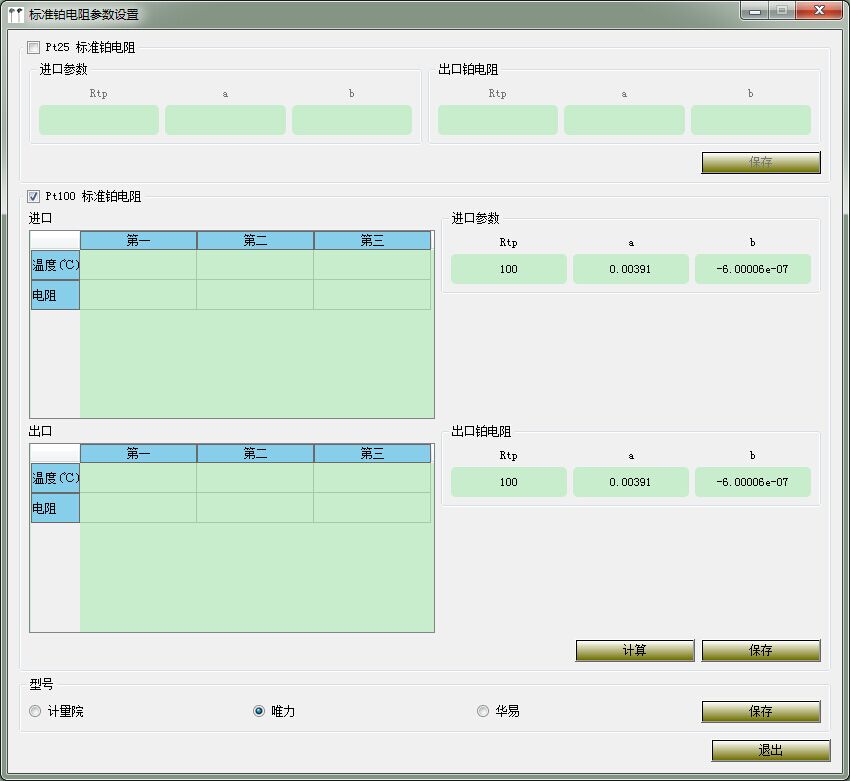 标准铂电阻参数设置
Pt25 标准铂电阻
进口参数
Rtp a b
出口铂电阻
Rtp a b
保存
Pt100 标准铂电阻
进口
第一 第二 第三
温度(℃)
电阻
进口参数
Rtp a b
100 0.00391 -6.00006e-07
出口
第一 第二 第三
温度(℃)
电阻
出口铂电阻
Rtp a b
100 0.00391 -6.00006e-07
计算 保存
型号
计量院 唯力 华易 保存
退出